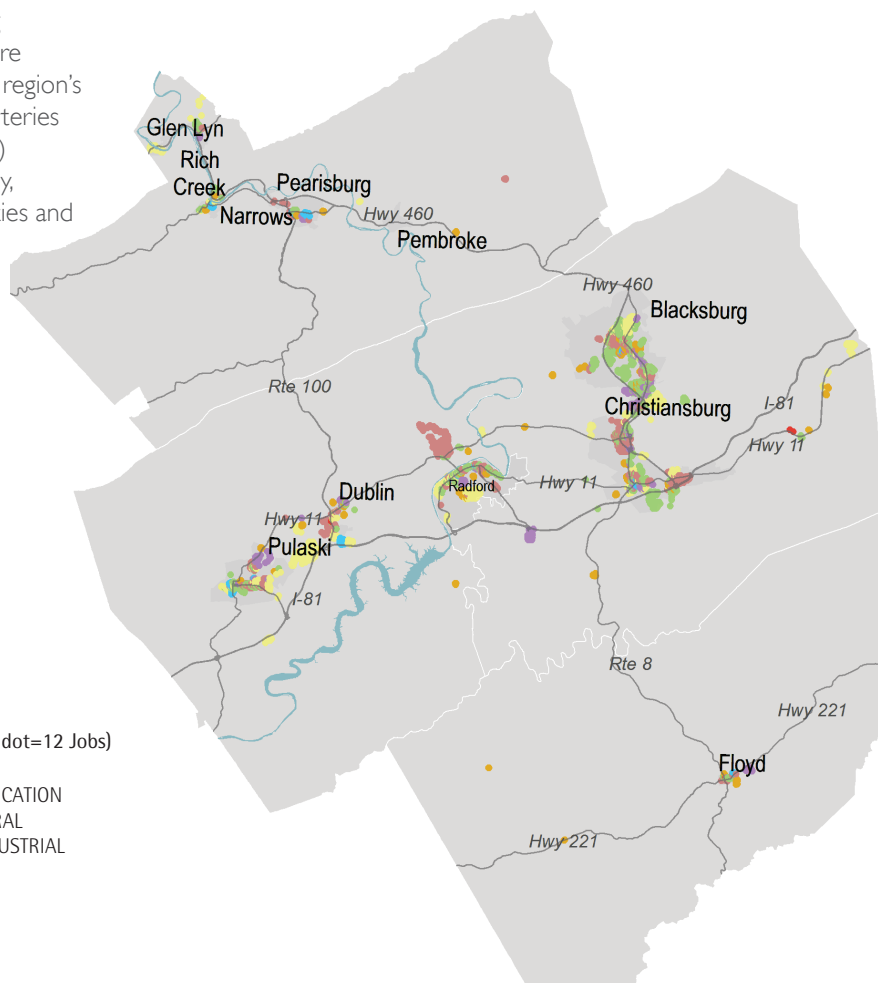 re
region's
teries
)
y,
ies and
Glen Lyn
Rich
Creek
Pearisburg
Narrows
Hwy 460
Pembroke
Hwy 460
Blacksburg
Rte 100
Christiansburg
I-81
Hwy 11
Radford
Hwy 11
Dublin
Hwy 11
Pulaski
I-81
Rte 8
Hwy 221
dot=12 Jobs)
Floyd
CATION
RAL
USTRIAL
Hwy 221